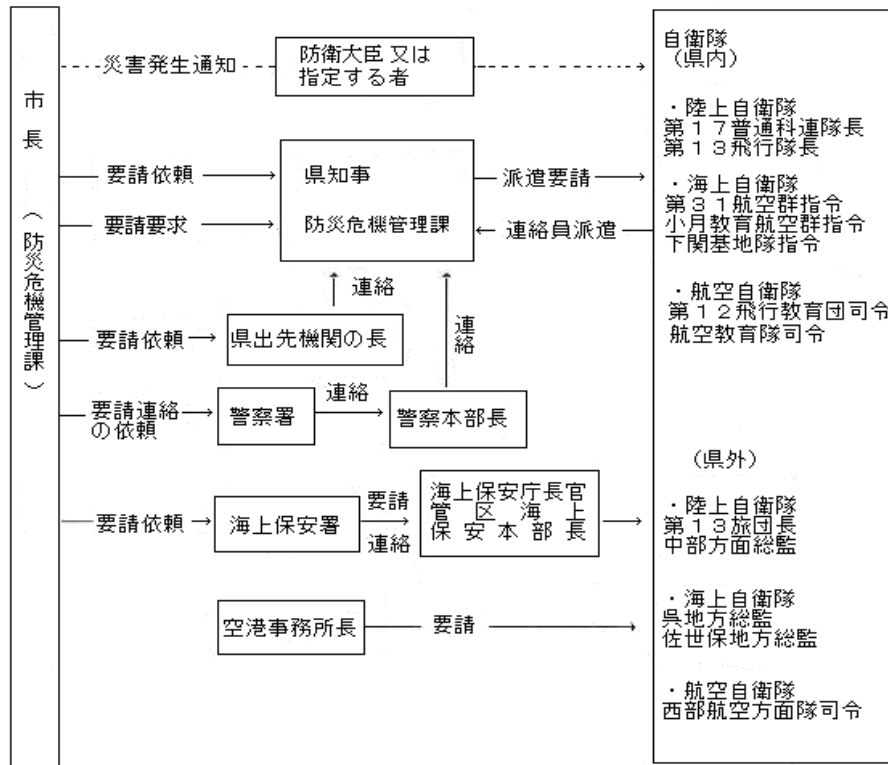 市長（防災危機管理課）
災害発生通知
防衛大臣又は
指定する者
要請依頼
要請要求
県知事
防災危機管理課
派遣要請
連絡員派遣
連絡
要請依頼
県出先機関の長
連絡
要請連絡
の依頼
警察署
連絡
警察本部長
要請依頼
海上保安署
要請
連絡
海上保安庁長官
管区海上
保安本部長
空港事務所長
要請
自衛隊
（県内）
・陸上自衛隊
第１７普通科連隊長
第１３飛行隊長
・海上自衛隊
第３１航空群指令
小月教育航空群指令
下関基地隊指令
・航空自衛隊
第１２飛行教育団司令
航空教育隊司令
（県外）
・陸上自衛隊
第１３旅団長
中部方面総監
・海上自衛隊
呉地方総監
佐世保地方総監
・航空自衛隊
西部航空方面隊司令